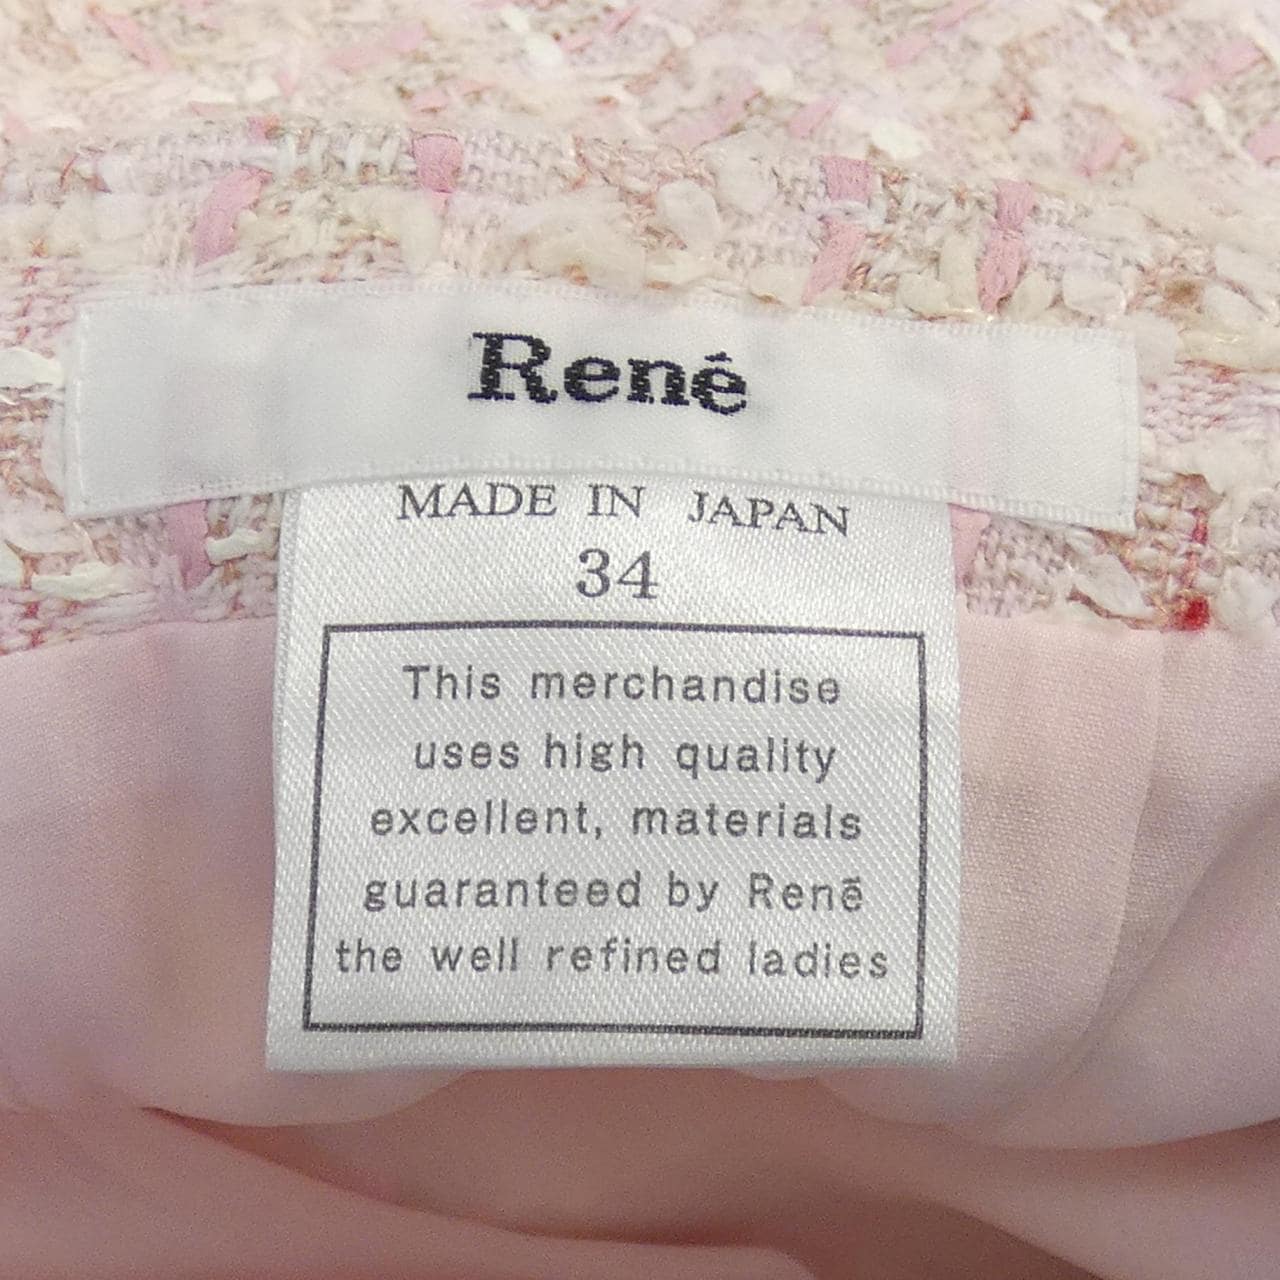 René
MADE IN JAPAN
34
This merchandise
uses high quality
excellent, materials
guaranteed by René
the well refined ladies